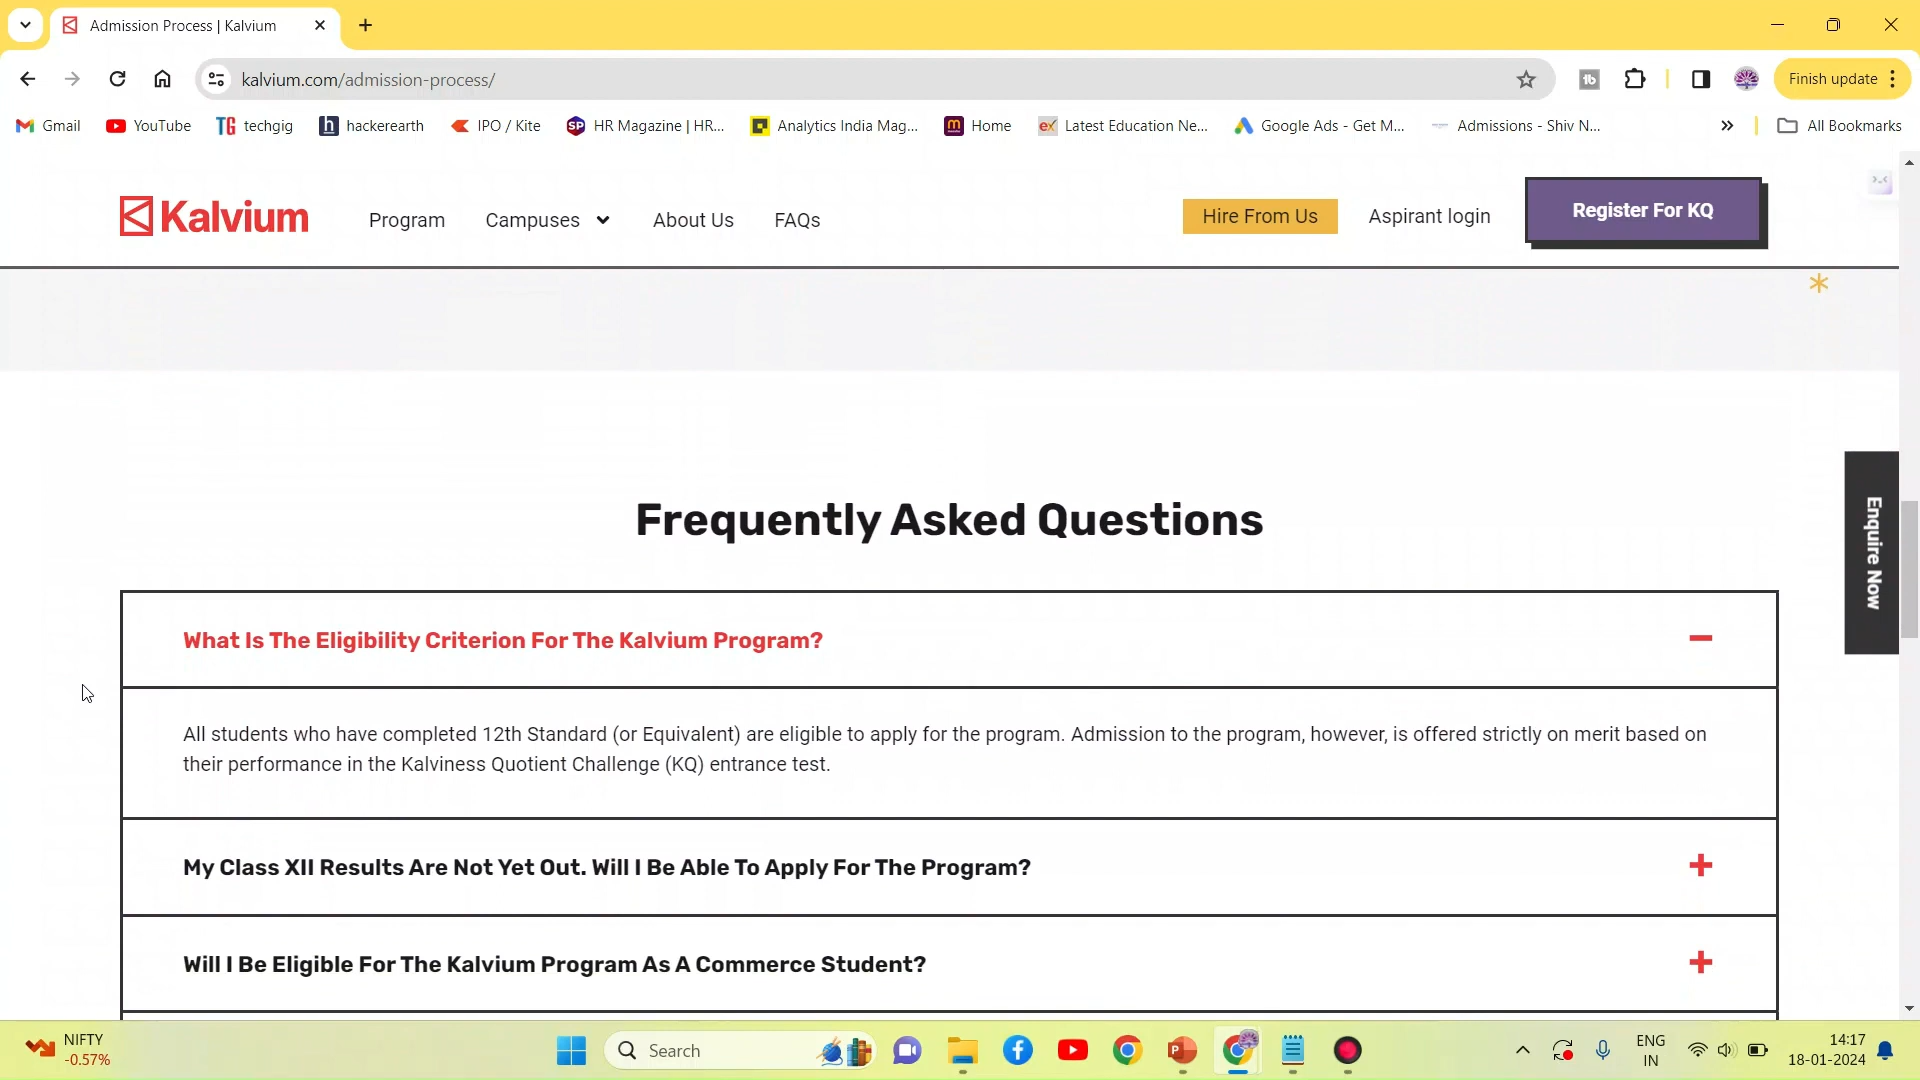 Admission Process | Kalvium
kalvium.com/admission-process/
Finish update
Gmail YouTube techgig hackerearth IPO / Kite HR Magazine | HR... Analytics India Mag... Home Latest Education Ne... Google Ads - Get M... Admissions - Shiv N... All Bookmarks
Kalvium Program Campuses About Us FAQs Hire From Us Aspirant login Register For KQ
Enquire Now
Frequently Asked Questions
What Is The Eligibility Criterion For The Kalvium Program?
All students who have completed 12th Standard (or Equivalent) are eligible to apply for the program. Admission to the program, however, is offered strictly on merit based on
their performance in the Kalviness Quotient Challenge (KQ) entrance test.
My Class XII Results Are Not Yet Out. Will I Be Able To Apply For The Program?
Will I Be Eligible For The Kalvium Program As A Commerce Student?
NIFTY
-0.57%
Search
ENG
IN
14:17
18-01-2024